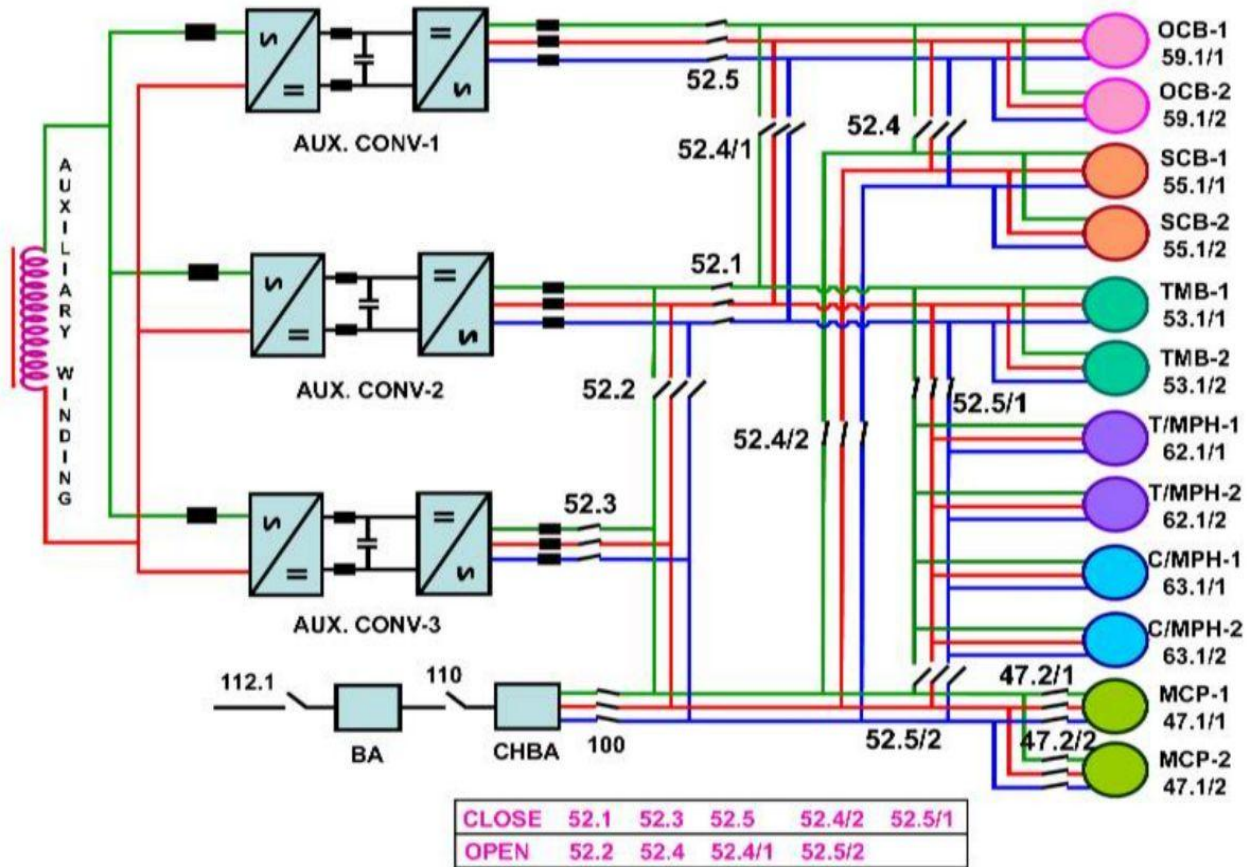 OCB-1
59.1/1
52.5
OCB-2
59.1/2
AUX. CONV-1
52.4/1
52.4
SCB-1
55.1/1
AUXILIARY WINDING
SCB-2
55.1/2
52.1
TMB-1
53.1/1
TMB-2
53.1/2
AUX. CONV-2
52.2
52.5/1
52.4/2
T/MPH-1
62.1/1
T/MPH-2
62.1/2
52.3
C/MPH-1
63.1/1
AUX. CONV-3
C/MPH-2
63.1/2
112.1
110
47.2/1
MCP-1
47.1/1
BA
CHBA
100
52.5/2
47.2/2
MCP-2
47.1/2
CLOSE 52.1 52.3 52.5 52.4/2 52.5/1
OPEN 52.2 52.4 52.4/1 52.5/2